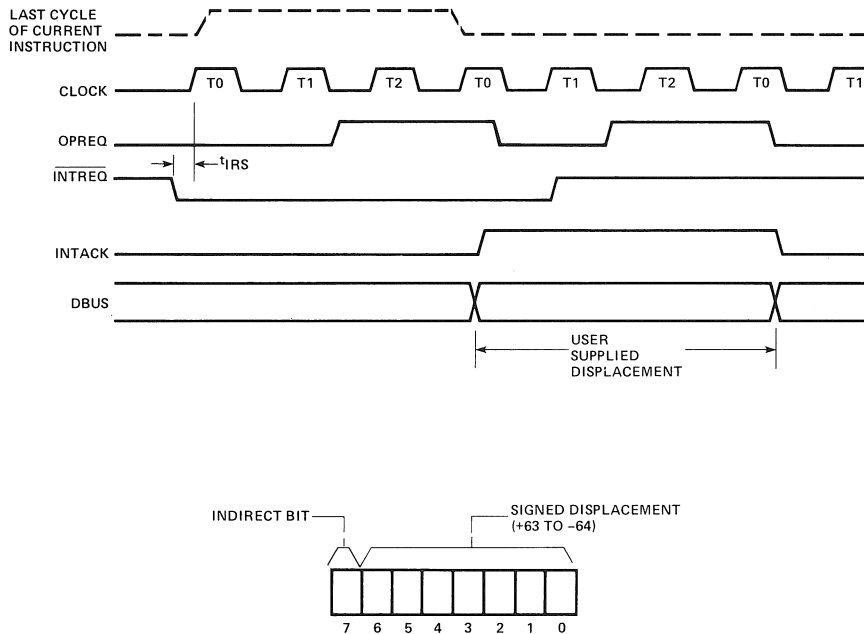 LAST CYCLE
OF CURRENT
INSTRUCTION
CLOCK T0 T1 T2 T0 T1 T2 T0 T1
OPREQ
tIRS
INTREQ
INTACK
DBUS
USER
SUPPLIED
DISPLACEMENT
INDIRECT BIT
SIGNED DISPLACEMENT
(+63 TO −64)
7 6 5 4 3 2 1 0